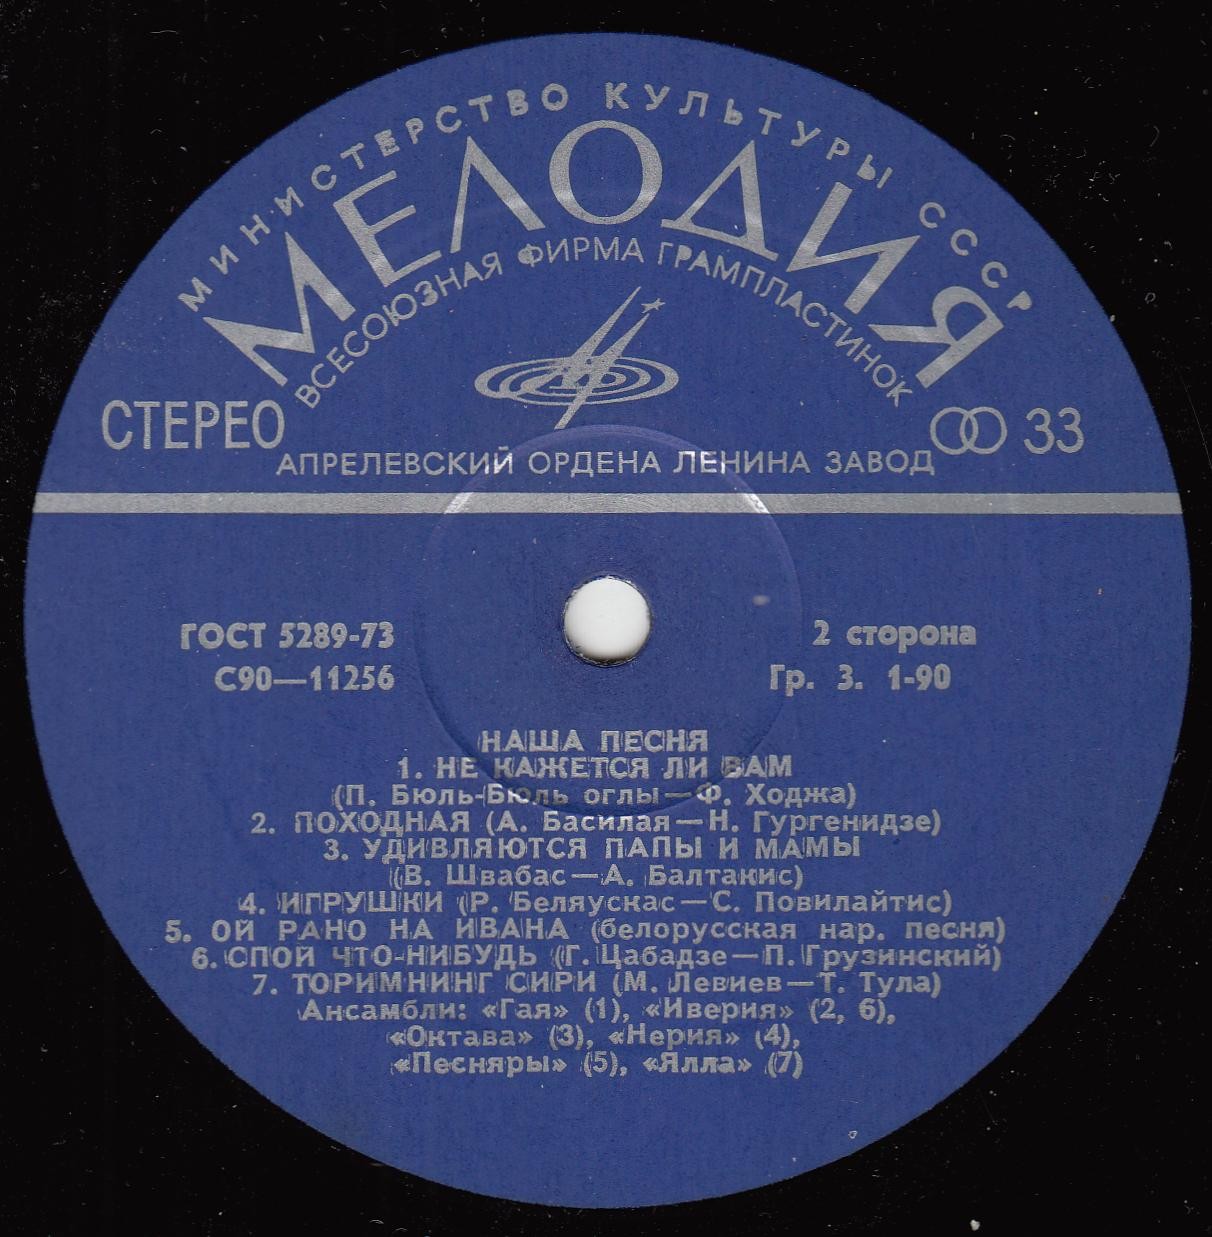 МИНИСТЕРСТВО КУЛЬТУРЫ СССР
МЕЛОДИЯ
ВСЕСОЮЗНАЯ ФИРМА ГРАМПЛАСТИНОК
СТЕРЕО
33
АПРЕЛЕВСКИЙ ОРДЕНА ЛЕНИНА ЗАВОД
ГОСТ 5289-73
2 сторона
С90—11256
Гр. 3. 1-90
НАША ПЕСНЯ
1. НЕ КАЖЕТСЯ ЛИ ВАМ
(П. Бюль-Бюль оглы—Ф. Ходжа)
2. ПОХОДНАЯ (А. Басилая—Н. Гургенидзе)
3. УДИВЛЯЮТСЯ ПАПЫ И МАМЫ
(В. Швабас—А. Балтакис)
4. ИГРУШКИ (Р. Беляускас—С. Повилайтис)
5. ОЙ РАНО НА ИВАНА (белорусская нар. песня)
6. СПОЙ ЧТО-НИБУДЬ (Г. Цабадзе—П. Грузинский)
7. ТОРИМНИНГ СИРИ (М. Левиев—Т. Тула)
Ансамбли: «Гая» (1), «Иверия» (2, 6),
«Октава» (3), «Нерия» (4),
«Песняры» (5), «Ялла» (7)